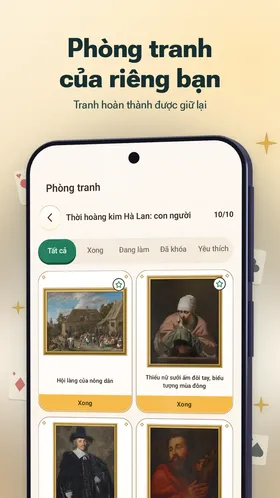 Phòng tranh
của riêng bạn
Tranh hoàn thành được giữ lại
Phòng tranh
Thời hoàng kim Hà Lan: con người 10/10
Tất cả Xong Đang làm Đã khóa Yêu thích
Hội làng của nông dân
Xong
Thiếu nữ sưởi ấm đôi tay, biểu
tượng mùa đông
Xong